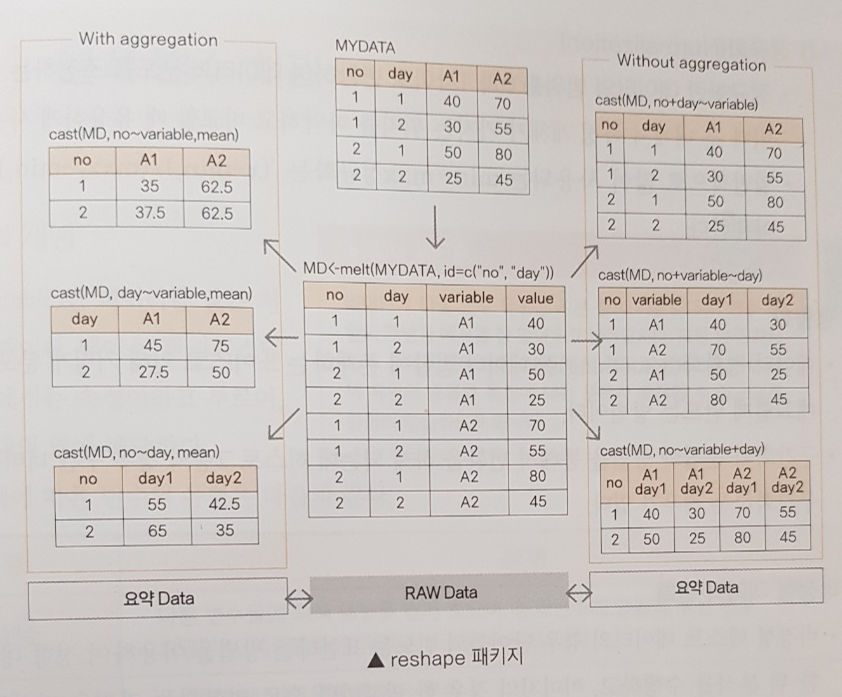 With aggregation
cast(MD, no~variable,mean)
no A1 A2
1 35 62.5
2 37.5 62.5
cast(MD, day~variable,mean)
day A1 A2
1 45 75
2 27.5 50
cast(MD, no~day, mean)
no day1 day2
1 55 42.5
2 65 35
요약 Data
MYDATA
no day A1 A2
1 1 40 70
1 2 30 55
2 1 50 80
2 2 25 45
MD<-melt(MYDATA, id=c("no", "day"))
no day variable value
1 1 A1 40
1 2 A1 30
2 1 A1 50
2 2 A1 25
1 1 A2 70
1 2 A2 55
2 1 A2 80
2 2 A2 45
RAW Data
Without aggregation
cast(MD, no+day~variable)
no day A1 A2
1 1 40 70
1 2 30 55
2 1 50 80
2 2 25 45
cast(MD, no+variable~day)
no variable day1 day2
1 A1 40 30
1 A2 70 55
2 A1 50 25
2 A2 80 45
cast(MD, no~variable+day)
no A1 day1 A1 day2 A2 day1 A2 day2
1 40 30 70 55
2 50 25 80 45
요약 Data
▲ reshape 패키지